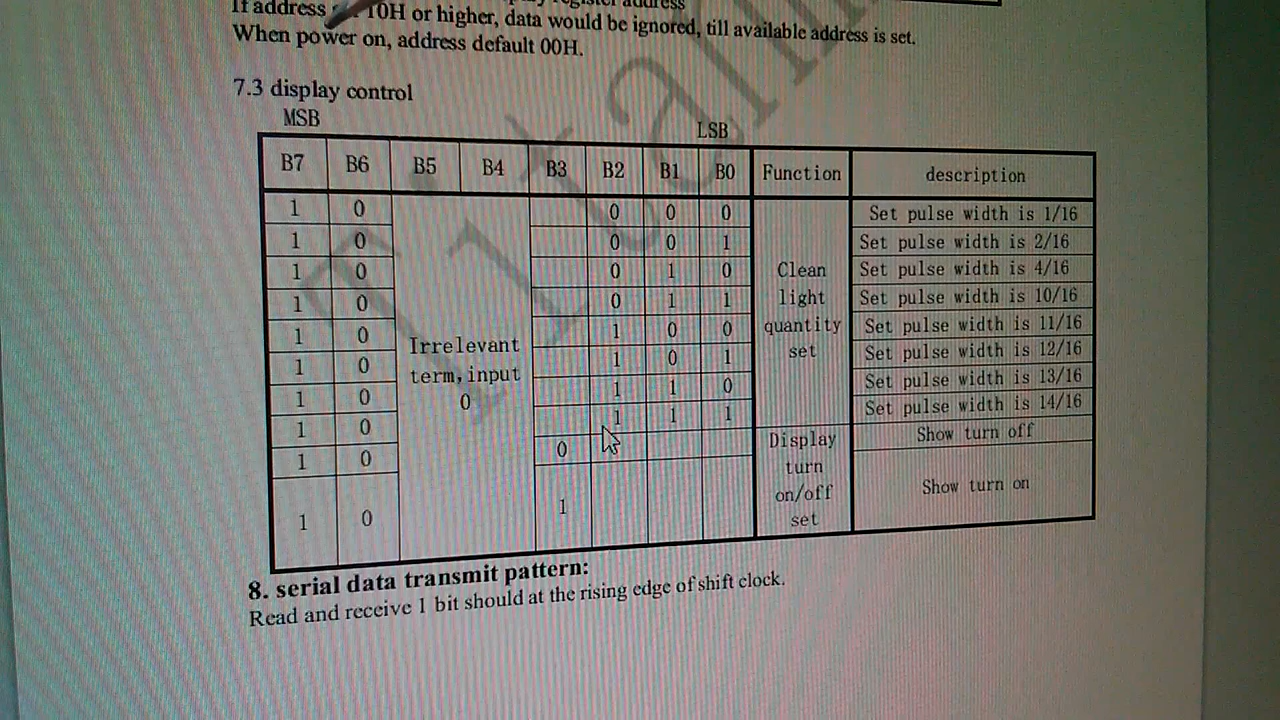 register address
If address 10H or higher, data would be ignored, till available address is set.
When power on, address default 00H.
7.3 display control
MSB LSB
B7 B6 B5 B4 B3 B2 B1 B0 Function description
1 0 0 0 0 Set pulse width is 1/16
1 0 0 0 1 Set pulse width is 2/16
1 0 0 1 0 Set pulse width is 4/16
1 0 0 1 1 Set pulse width is 10/16
1 0 1 0 0 Set pulse width is 11/16
1 0 1 0 1 Set pulse width is 12/16
1 0 1 1 0 Set pulse width is 13/16
1 0 1 1 1 Set pulse width is 14/16
Irrelevant
term, input
0
Clean
light
quantity
set
1 0 0 Show turn off
1 0 1 Show turn on
Display
turn
on/off
set
8. serial data transmit pattern:
Read and receive 1 bit should at the rising edge of shift clock.